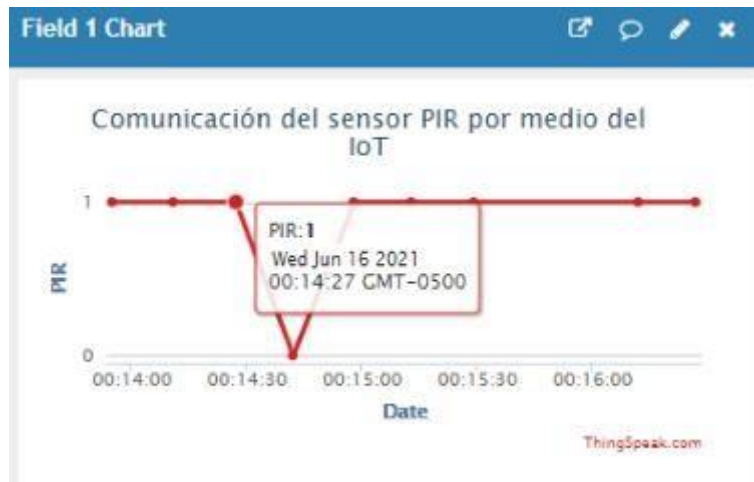 Field 1 Chart
Comunicación del sensor PIR por medio del
IoT
1
PIR:1
Wed Jun 16 2021
00:14:27 GMT-0500
PIR
0
00:14:00 00:14:30 00:15:00 00:15:30 00:16:00
Date
ThingSpeak.com